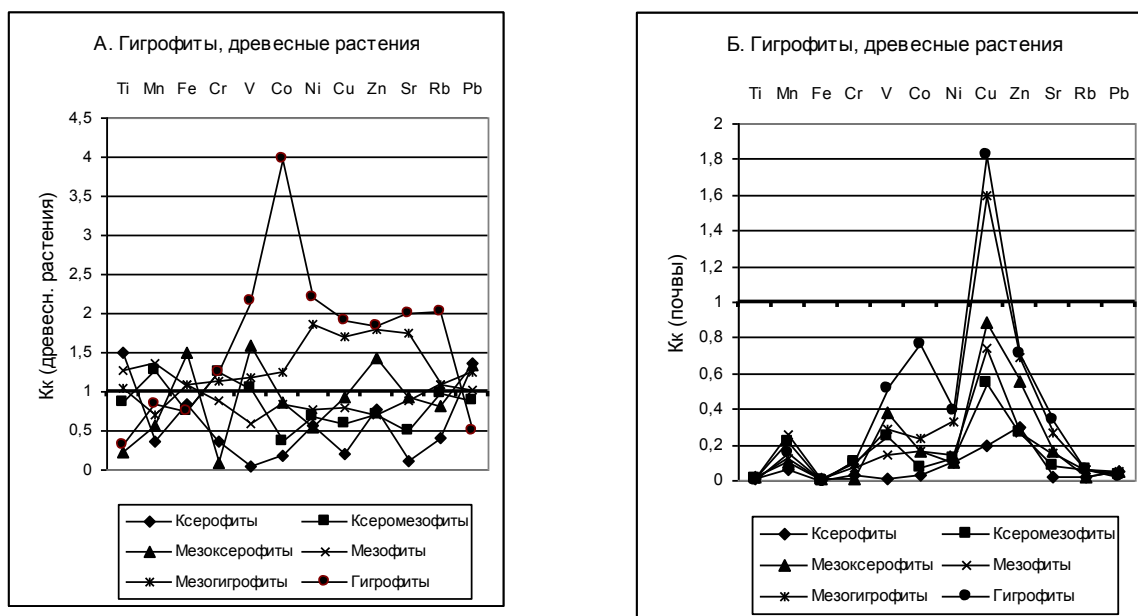 А. Гигрофиты, древесные растения
Ti Mn Fe Cr V Co Ni Cu Zn Sr Rb Pb
4,5
4
3,5
3
2,5
2
1,5
1
0,5
0
Кк (древесн. растения)
Ксерофиты Ксеромезофиты
Мезоксерофиты Мезофиты
Мезогигрофиты Гигрофиты
Б. Гигрофиты, древесные растения
Ti Mn Fe Cr V Co Ni Cu Zn Sr Rb Pb
2
1,8
1,6
1,4
1,2
1
0,8
0,6
0,4
0,2
0
Кк (почвы)
Ксерофиты Ксеромезофиты
Мезоксерофиты Мезофиты
Мезогигрофиты Гигрофиты